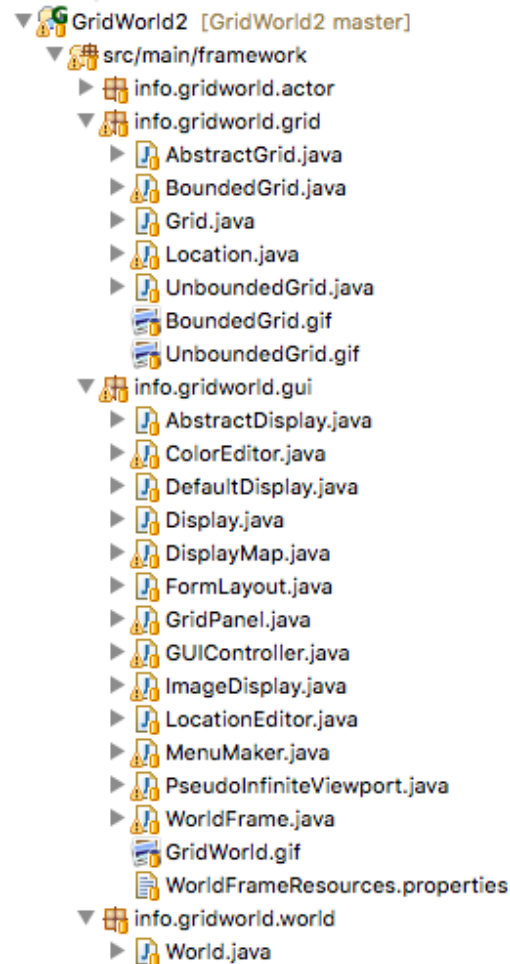 GridWorld2 [GridWorld2 master]
src/main/framework
info.gridworld.actor
info.gridworld.grid
AbstractGrid.java
BoundedGrid.java
Grid.java
Location.java
UnboundedGrid.java
BoundedGrid.gif
UnboundedGrid.gif
info.gridworld.gui
AbstractDisplay.java
ColorEditor.java
DefaultDisplay.java
Display.java
DisplayMap.java
FormLayout.java
GridPanel.java
GUIController.java
ImageDisplay.java
LocationEditor.java
MenuMaker.java
PseudoInfiniteViewport.java
WorldFrame.java
GridWorld.gif
WorldFrameResources.properties
info.gridworld.world
World.java